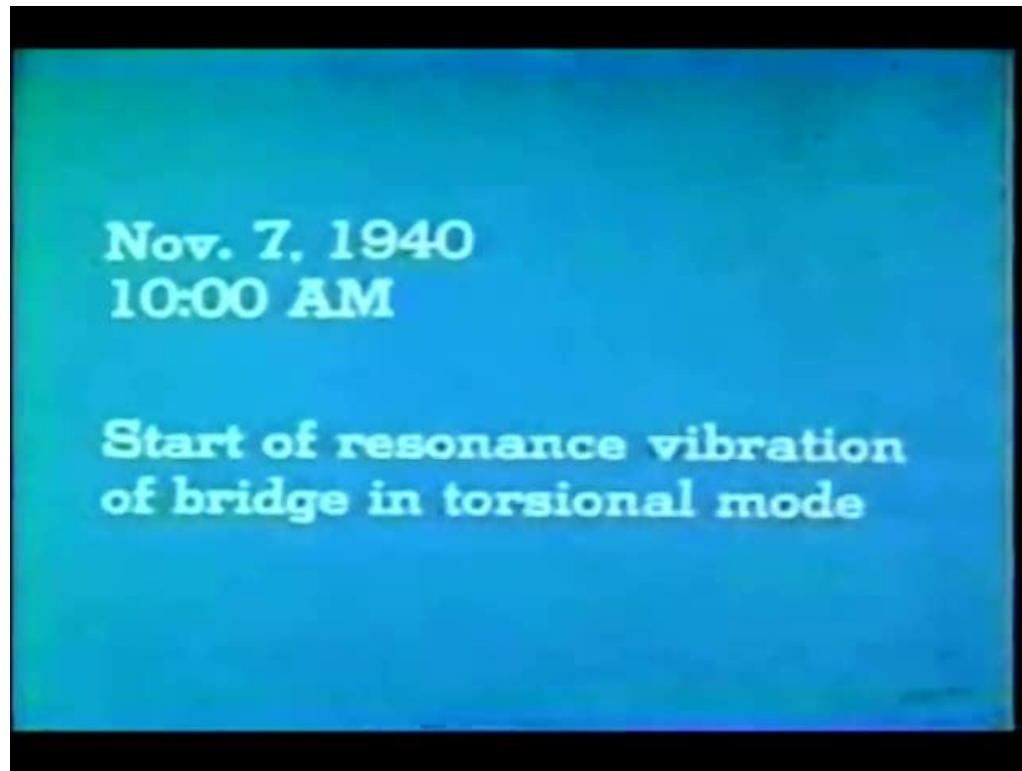 Nov. 7, 1940
10:00 AM
Start of resonance vibration
of bridge in torsional mode